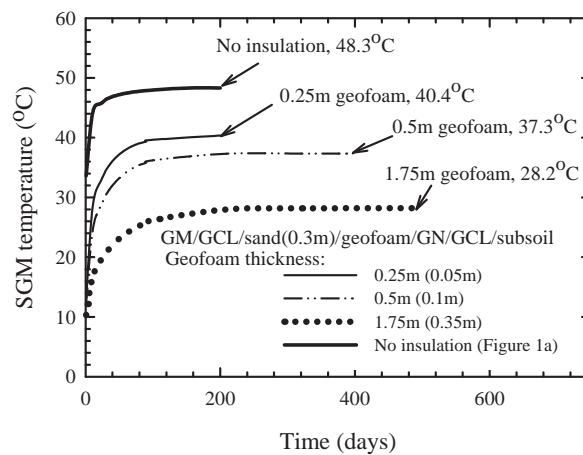 60
50
40
30
20
10
0
SGM temperature (°C)
No insulation, 48.3°C
0.25m geofoam, 40.4°C
0.5m geofoam, 37.3°C
1.75m geofoam, 28.2°C
GM/GCL/sand(0.3m)/geofoam/GN/GCL/subsoil
Geofoam thickness:
0.25m (0.05m)
0.5m (0.1m)
1.75m (0.35m)
No insulation (Figure 1a)
0 200 400 600
Time (days)